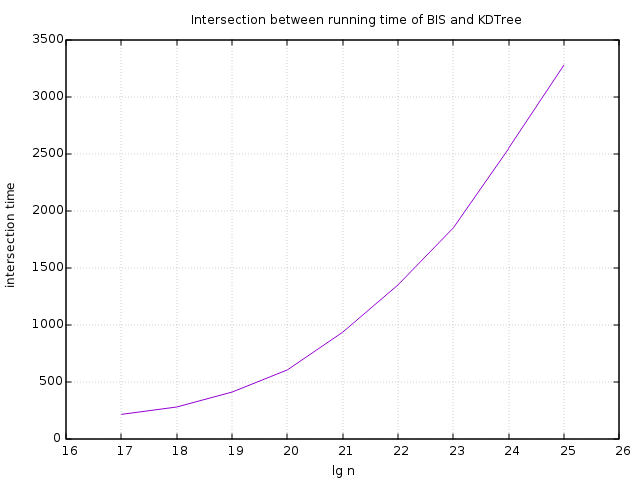 Intersection between running time of BIS and KDTree
3500
3000
2500
2000
1500
1000
500
0
intersection time
16 17 18 19 20 21 22 23 24 25 26
lg n